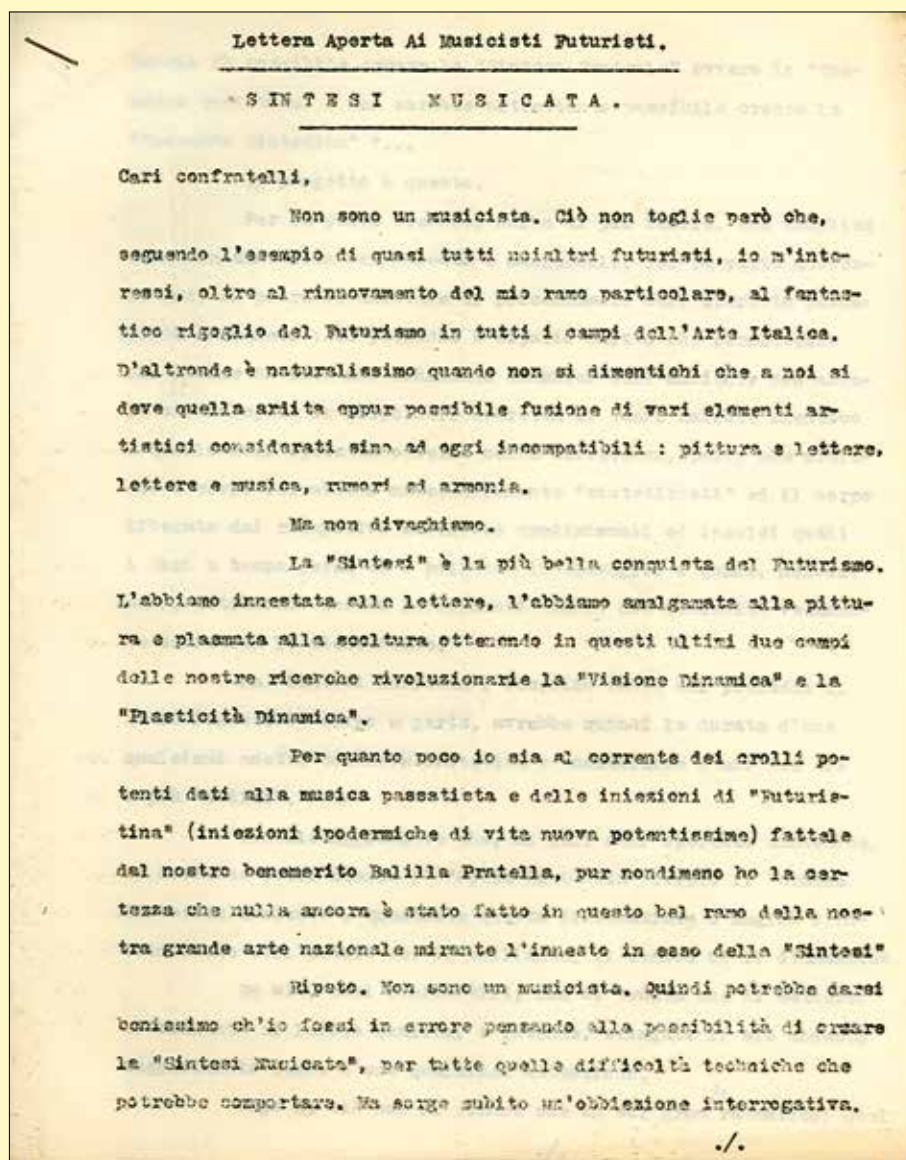 Lettera Aperta Ai Musicisti Futuristi.
SINTESI MUSICATA.
Cari confratelli,
Non sono un musicista. Ciò non toglie però che,
seguendo l'esempio di quasi tutti noialtri futuristi, io m'inte-
ressi, oltre al rinnovamento del mio ramo particolare, al fantas-
tico rigoglio del Futurismo in tutti i campi dell'Arte Italica.
D'altronde è naturalissimo quando non si dimentichi che a noi si
deve quella ardita eppur possibile fusione di vari elementi ar-
tistici considerati sino ad oggi incompatibili : pittura e lettere,
lettere e musica, rumori ed armonia.
Ma non divaghiamo.
La "Sintesi" è la più bella conquista del Futurismo.
L'abbiamo innestata alle lettere, l'abbiamo amalgamata alla pittu-
ra e plasmata alla scoltura ottenendo in questi ultimi due campi
delle nostre ricerche rivoluzionarie la "Visione Dinamica" e la
"Plasticità Dinamica".
Per quanto poco io sia al corrente dei crolli po-
tenti dati alla musica passatista e delle iniezioni di "Futuris-
tina" (iniezioni ipodermiche di vita nuova potentissime) fattele
dal nostro benemerito Balilla Pratella, pur nondimeno ho la cer-
tezza che nulla ancora è stato fatto in questo bel ramo della nos-
tra grande arte nazionale mirante l'innesto in esso della "Sintesi"
Ripeto. Non sono un musicista. Quindi potrebbe darsi
benissimo ch'io fossi in errore pensando alla possibilità di creare
la "Sintesi Musicata", per tutte quelle difficoltà techniche che
potrebbe comportare. Ma sorge subito un'obbiezione interrogativa.
./.